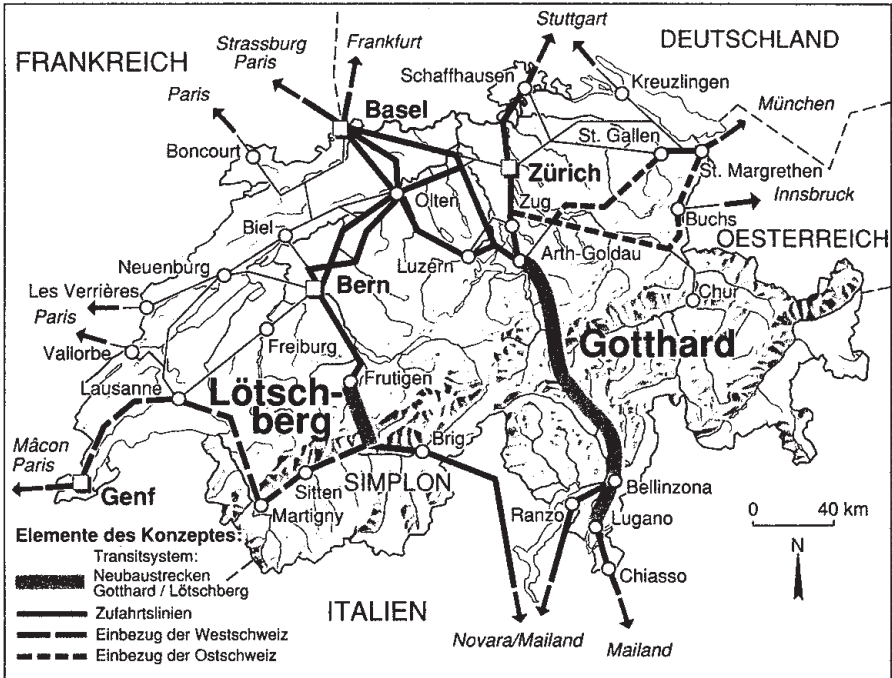 Stuttgart
DEUTSCHLAND
Strassburg
Paris
Frankfurt
FRANKREICH
Schaffhausen
Kreuzlingen
Paris
München
Basel
St. Gallen
Boncourt
St. Margrethen
Zürich
Innsbruck
Olten
Zug
Buchs
Biel
OESTERREICH
Luzern
Arth-Goldau
Neuenburg
Bern
Chur
Les Verrières
Paris
Gotthard
Freiburg
Vallorbe
Frutigen
Lausanne
Lötsch-
berg
Mâcon
Paris
Brig
Genf
Sitten
SIMPLON
Bellinzona
Martigny
Ranzo
Lugano
0 40 km
N
Chiasso
Elemente des Konzeptes:
Transitsystem:
Neubaustrecken
Gotthard / Lötschberg
Zufahrtslinien
Einbezug der Westschweiz
Einbezug der Ostschweiz
ITALIEN
Novara/Mailand
Mailand